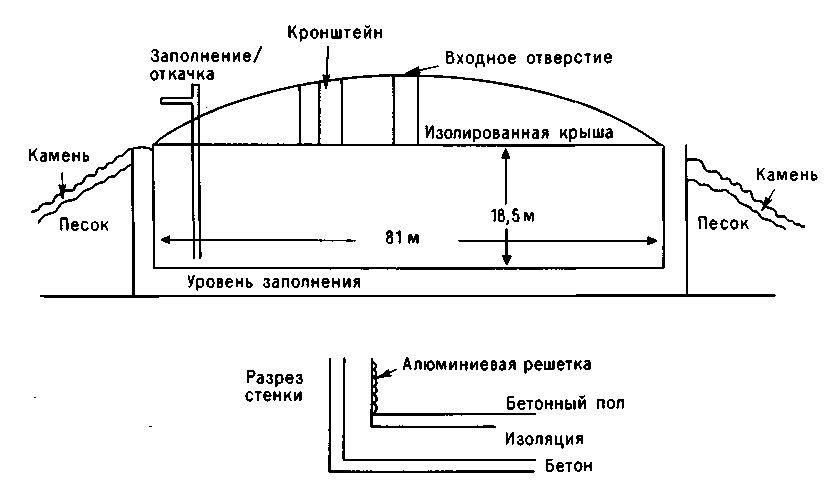 Кронштейн
Заполнение/
откачка
Входное отверстие
Изолированная крыша
Камень
Камень
Песок
18,5 м
Песок
81 м
Уровень заполнения
Алюминиевая решетка
Разрез
стенки
Бетонный пол
Изоляция
Бетон